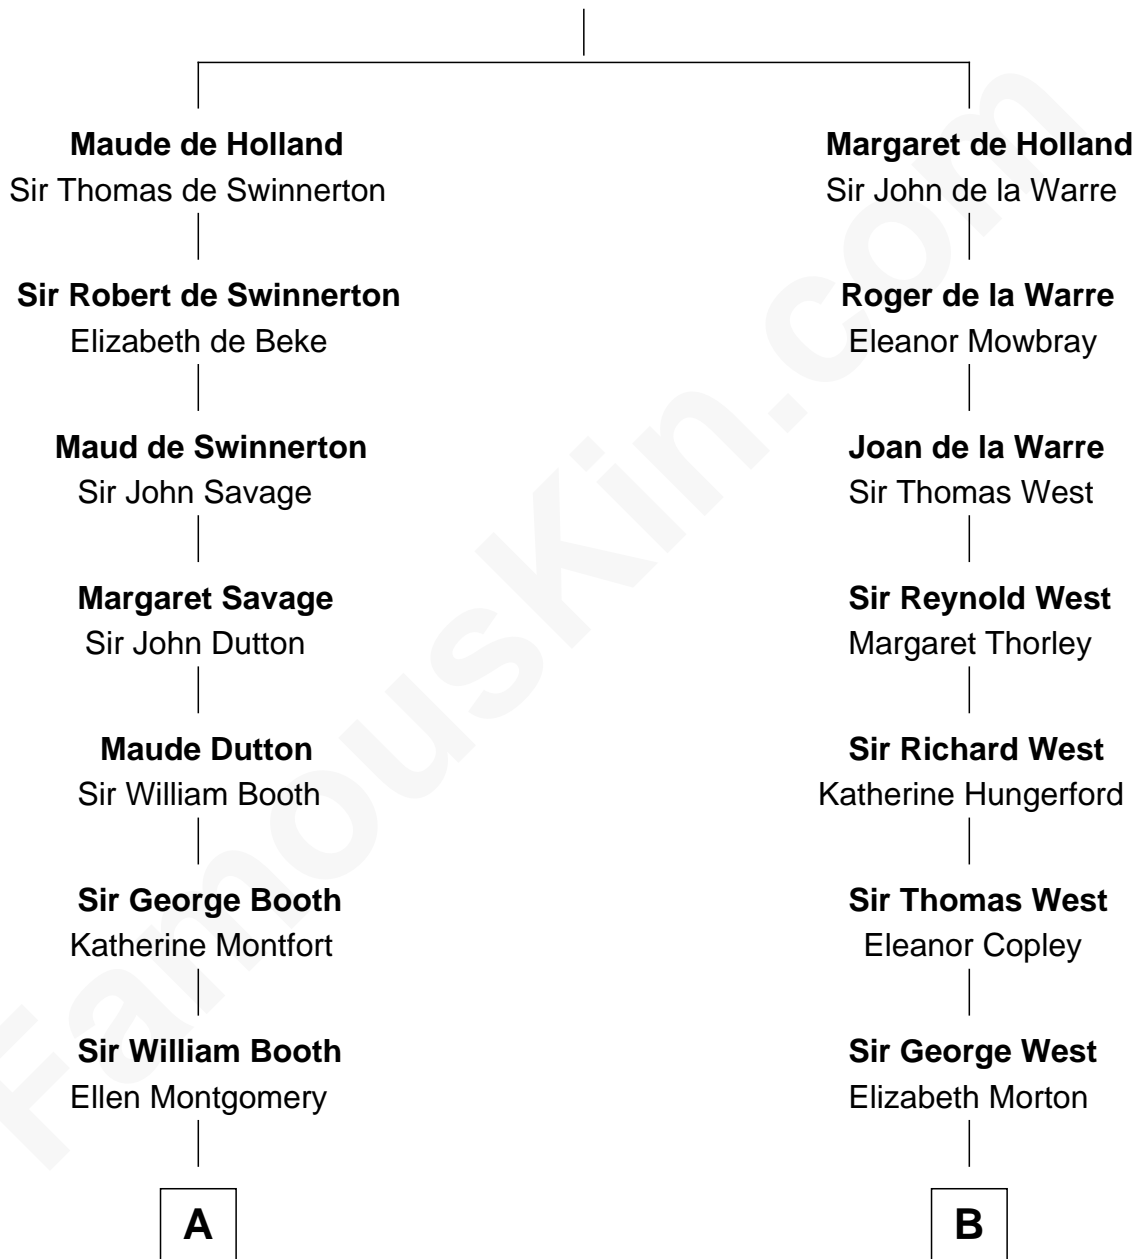 Maude de Holland
Sir Thomas de Swinnerton
Margaret de Holland
Sir John de la Warre
Sir Robert de Swinnerton
Elizabeth de Beke
Roger de la Warre
Eleanor Mowbray
Maud de Swinnerton
Sir John Savage
Joan de la Warre
Sir Thomas West
Margaret Savage
Sir John Dutton
Sir Reynold West
Margaret Thorley
Maude Dutton
Sir William Booth
Sir Richard West
Katherine Hungerford
Sir George Booth
Katherine Montfort
Sir Thomas West
Eleanor Copley
Sir William Booth
Ellen Montgomery
Sir George West
Elizabeth Morton
A
B
FamousKin.com